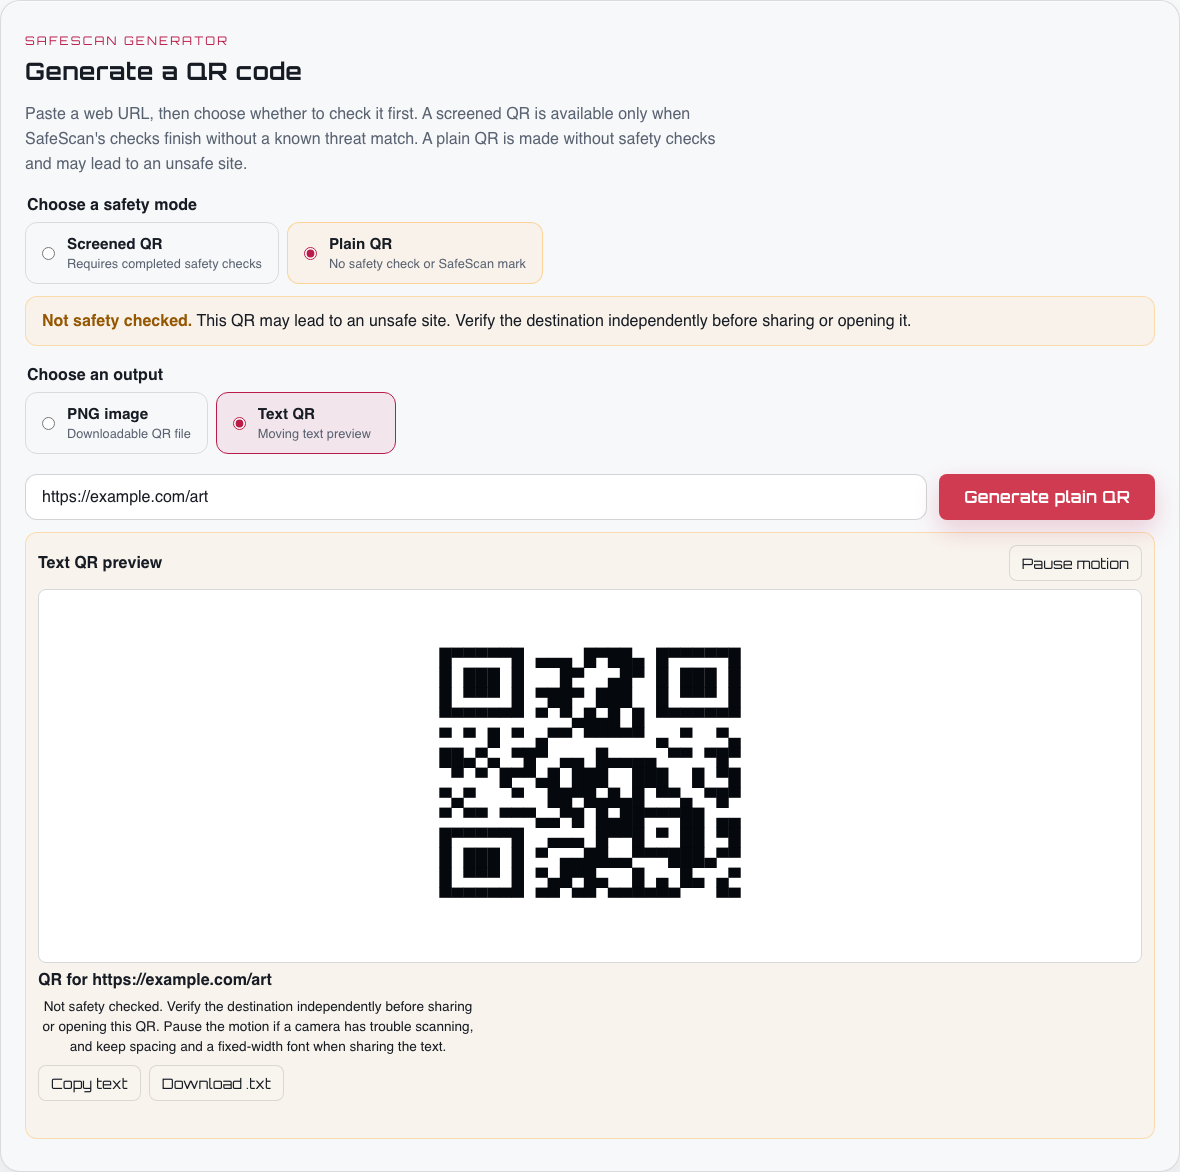 SAFESCAN GENERATOR
Generate a QR code
Paste a web URL, then choose whether to check it first. A screened QR is available only when
SafeScan's checks finish without a known threat match. A plain QR is made without safety checks
and may lead to an unsafe site.
Choose a safety mode
Screened QR
Requires completed safety checks
Plain QR
No safety check or SafeScan mark
Not safety checked. This QR may lead to an unsafe site. Verify the destination independently before sharing or opening it.
Choose an output
PNG image
Downloadable QR file
Text QR
Moving text preview
https://example.com/art
Generate plain QR
Text QR preview
Pause motion
QR for https://example.com/art
Not safety checked. Verify the destination independently before sharing
or opening this QR. Pause the motion if a camera has trouble scanning,
and keep spacing and a fixed-width font when sharing the text.
Copy text
Download .txt